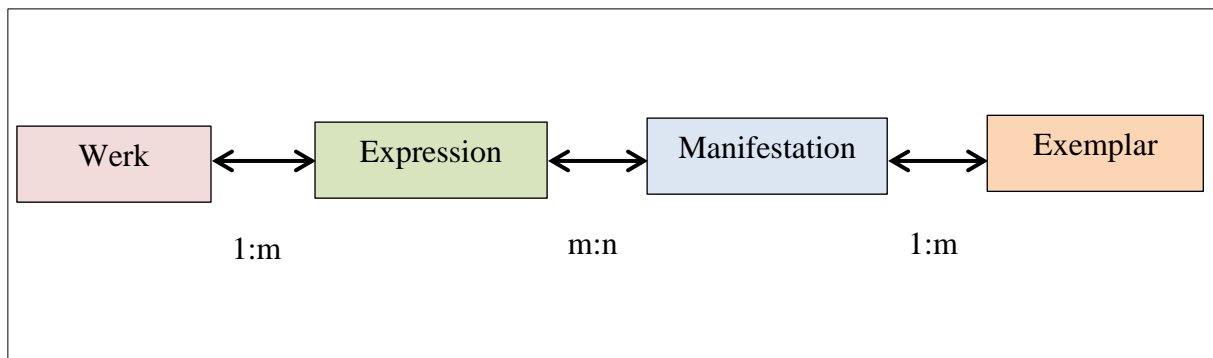 Werk
Expression
Manifestation
Exemplar
1:m
m:n
1:m